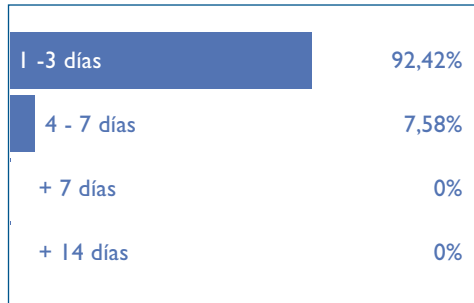 1 -3 días 92,42%
4 - 7 días 7,58%
+ 7 días 0%
+ 14 días 0%